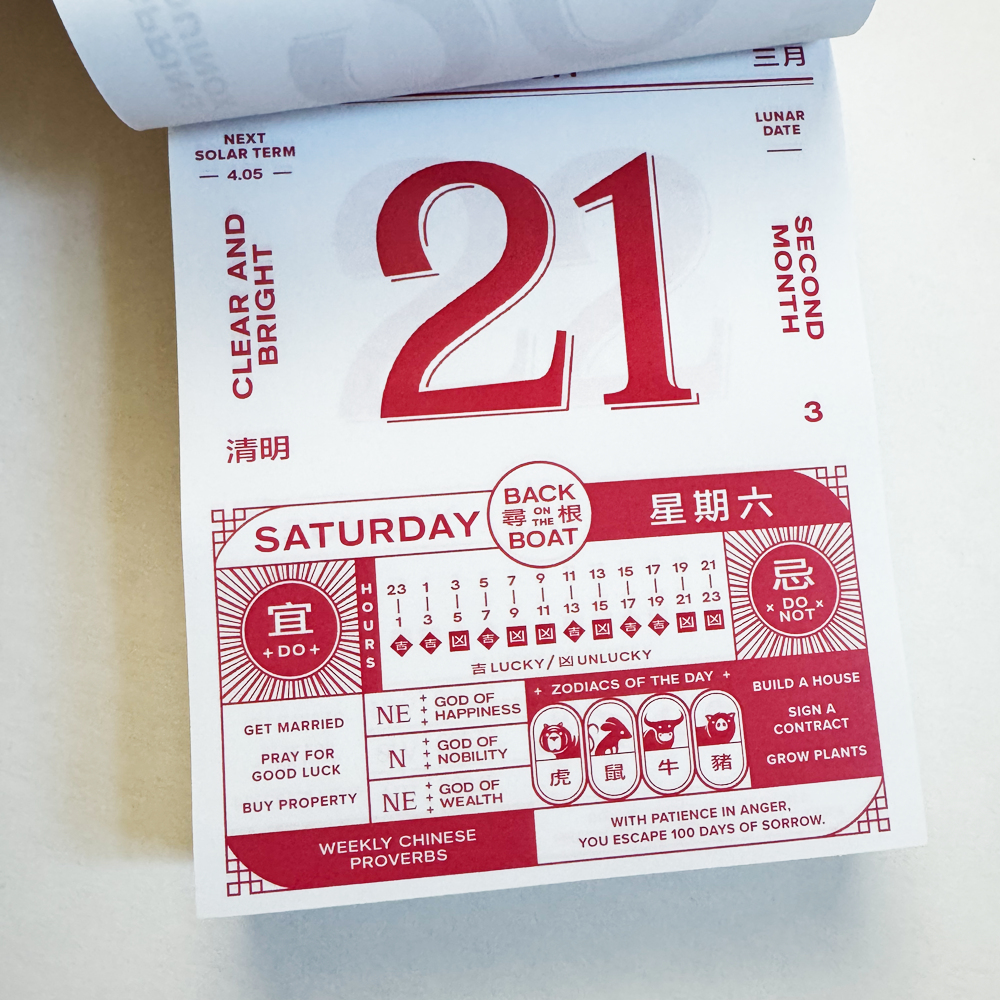 三月
NEXT
SOLAR TERM
4.05
CLEAR AND
BRIGHT
清明
21
LUNAR
DATE
SECOND
MONTH
3
SATURDAY
BACK
尋 ON THE 根
BOAT
星期六
宜
+ DO +
HOURS
23 1 3 5 7 9 11 13 15 17 19 21
1 3 5 7 9 11 13 15 17 19 21 23
吉 吉 凶 吉 凶 凶 吉 凶 吉 吉 凶 凶
吉 LUCKY / 凶 UNLUCKY
忌
× DO ×
NOT
GET MARRIED
PRAY FOR
GOOD LUCK
BUY PROPERTY
NE GOD OF
HAPPINESS
N GOD OF
NOBILITY
NE GOD OF
WEALTH
+ ZODIACS OF THE DAY +
虎 鼠 牛 豬
BUILD A HOUSE
SIGN A
CONTRACT
GROW PLANTS
WEEKLY CHINESE
PROVERBS
WITH PATIENCE IN ANGER,
YOU ESCAPE 100 DAYS OF SORROW.